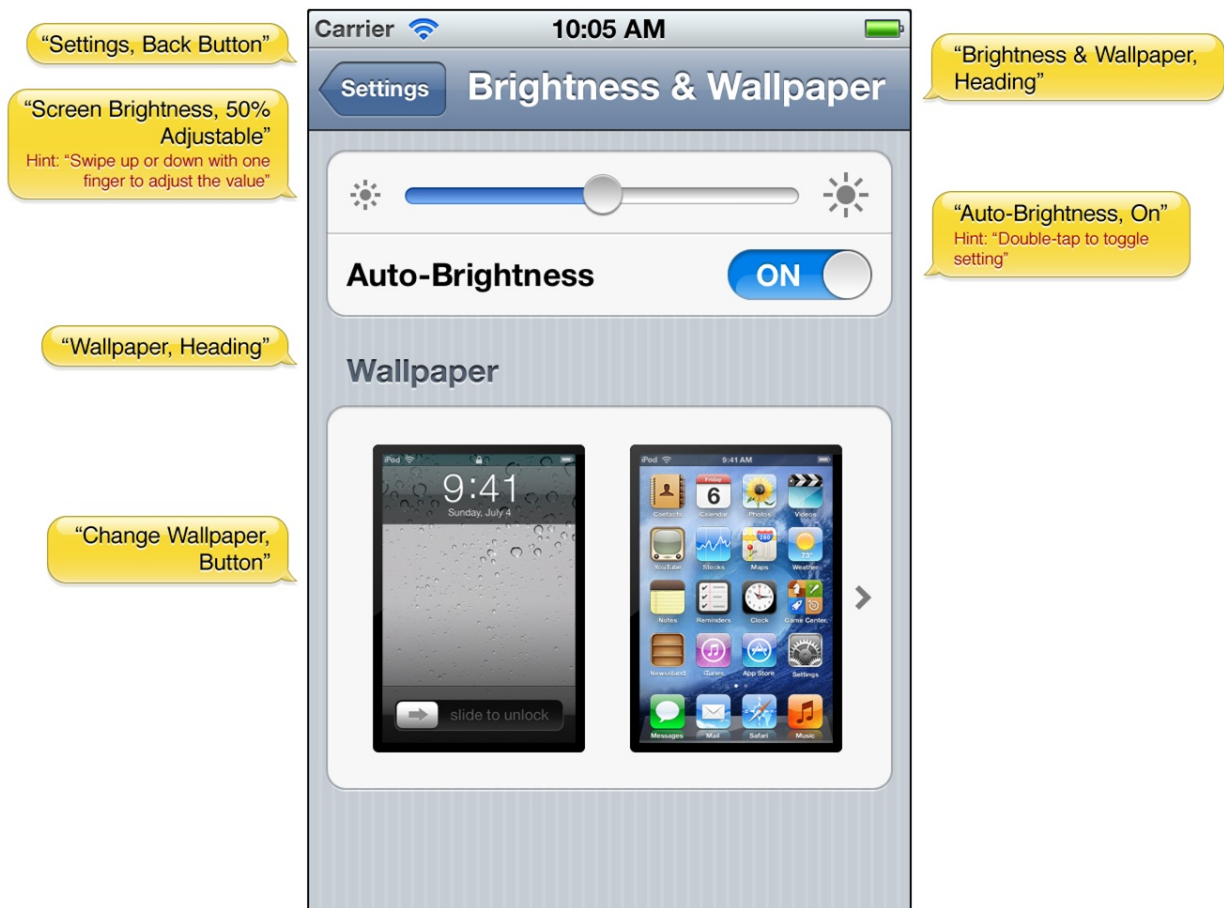 Carrier
10:05 AM
“Settings, Back Button”
Settings
Brightness & Wallpaper
“Brightness & Wallpaper,
Heading”
“Screen Brightness, 50%
Adjustable”
Hint: “Swipe up or down with one
finger to adjust the value”
“Auto-Brightness, On”
Hint: “Double-tap to toggle
setting”
Auto-Brightness
ON
“Wallpaper, Heading”
Wallpaper
“Change Wallpaper,
Button”
iPod
9:41
Sunday, July 4
slide to unlock
iPod
9:41 AM
Friday
6
Contacts
Calendar
Photos
Videos
280
73°
YouTube
Stocks
Maps
Weather
Notes
Reminders
Clock
Game Center
Newsstand
iTunes
App Store
Settings
Messages
Mail
Safari
Music